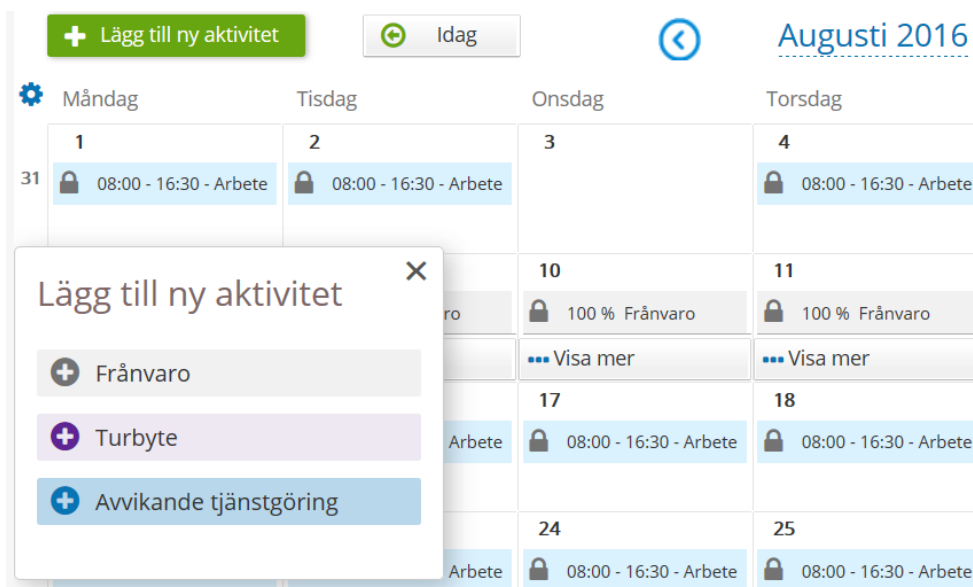 Lägg till ny aktivitet Idag Augusti 2016
Måndag Tisdag Onsdag Torsdag
1 2 3 4
31 08:00 - 16:30 - Arbete 08:00 - 16:30 - Arbete 08:00 - 16:30 - Arbete
Lägg till ny aktivitet
Frånvaro
Turbyte
Avvikande tjänstgöring
10 11
ro 100 % Frånvaro 100 % Frånvaro
Visa mer Visa mer
17 18
Arbete 08:00 - 16:30 - Arbete 08:00 - 16:30 - Arbete
24 25
Arbete 08:00 - 16:30 - Arbete 08:00 - 16:30 - Arbete